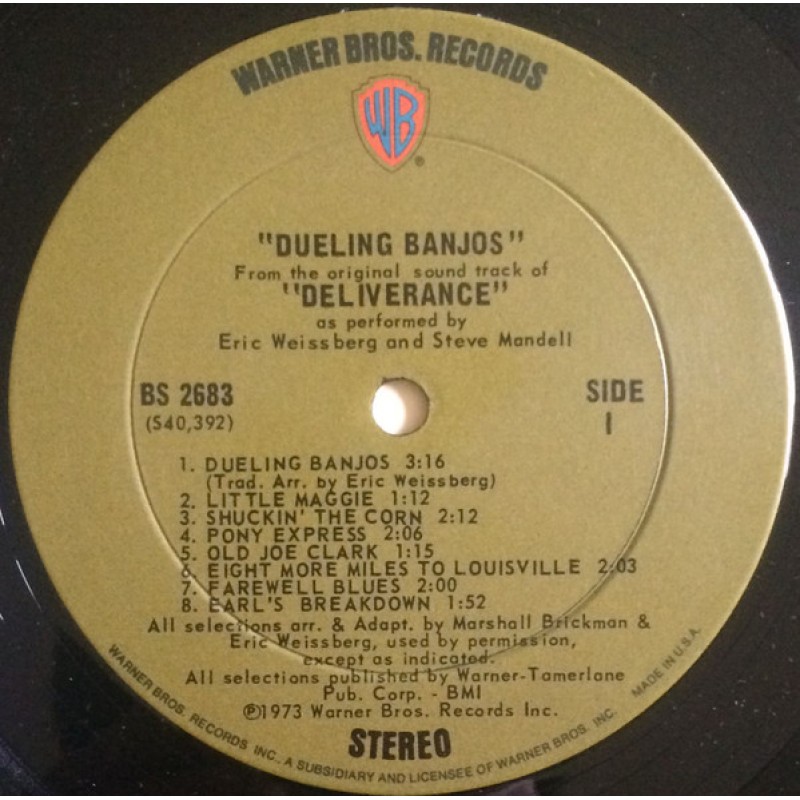 WARNER BROS. RECORDS
WB
®
"DUELING BANJOS"
From the original sound track of
"DELIVERANCE"
as performed by
Eric Weissberg and Steve Mandell
BS 2683
(S40,392)
SIDE
1
1. DUELING BANJOS 3:16
(Trad. Arr. by Eric Weissberg)
2. LITTLE MAGGIE 1:12
3. SHUCKIN' THE CORN 2:12
4. PONY EXPRESS 2:06
5. OLD JOE CLARK 1:15
6. EIGHT MORE MILES TO LOUISVILLE 2:03
7. FAREWELL BLUES 2:00
8. EARL'S BREAKDOWN 1:52
All selections arr. & Adapt. by Marshall Brickman &
Eric Weissberg, used by permission,
except as indicated.
All selections published by Warner-Tamerlane
Pub. Corp. - BMI
℗1973 Warner Bros. Records Inc.
STEREO
WARNER BROS. RECORDS INC., A SUBSIDIARY AND LICENSEE OF WARNER BROS. INC. MADE IN U.S.A.